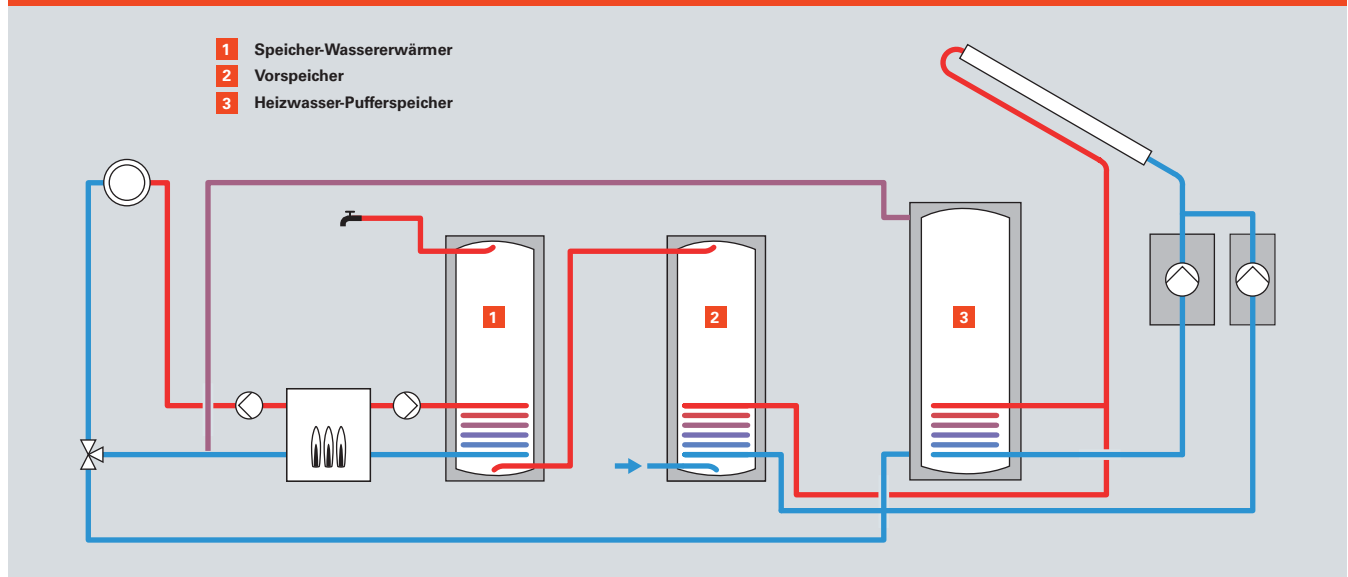 1 Speicher-Wassererwärmer
2 Vorspeicher
3 Heizwasser-Pufferspeicher
1
2
3